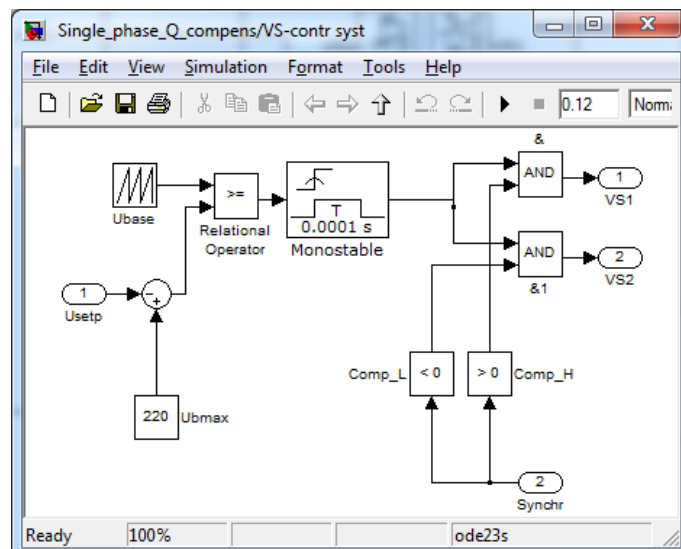 Single_phase_Q_compens/VS-contr syst
File Edit View Simulation Format Tools Help
0.12 Norma
&
AND
1
VS1
Ubase
>=
Relational
Operator
T
0.0001 s
Monostable
AND
2
VS2
&1
1
Usetp
-
+
220
Ubmax
Comp_L
< 0
> 0
Comp_H
2
Synchr
Ready 100% ode23s